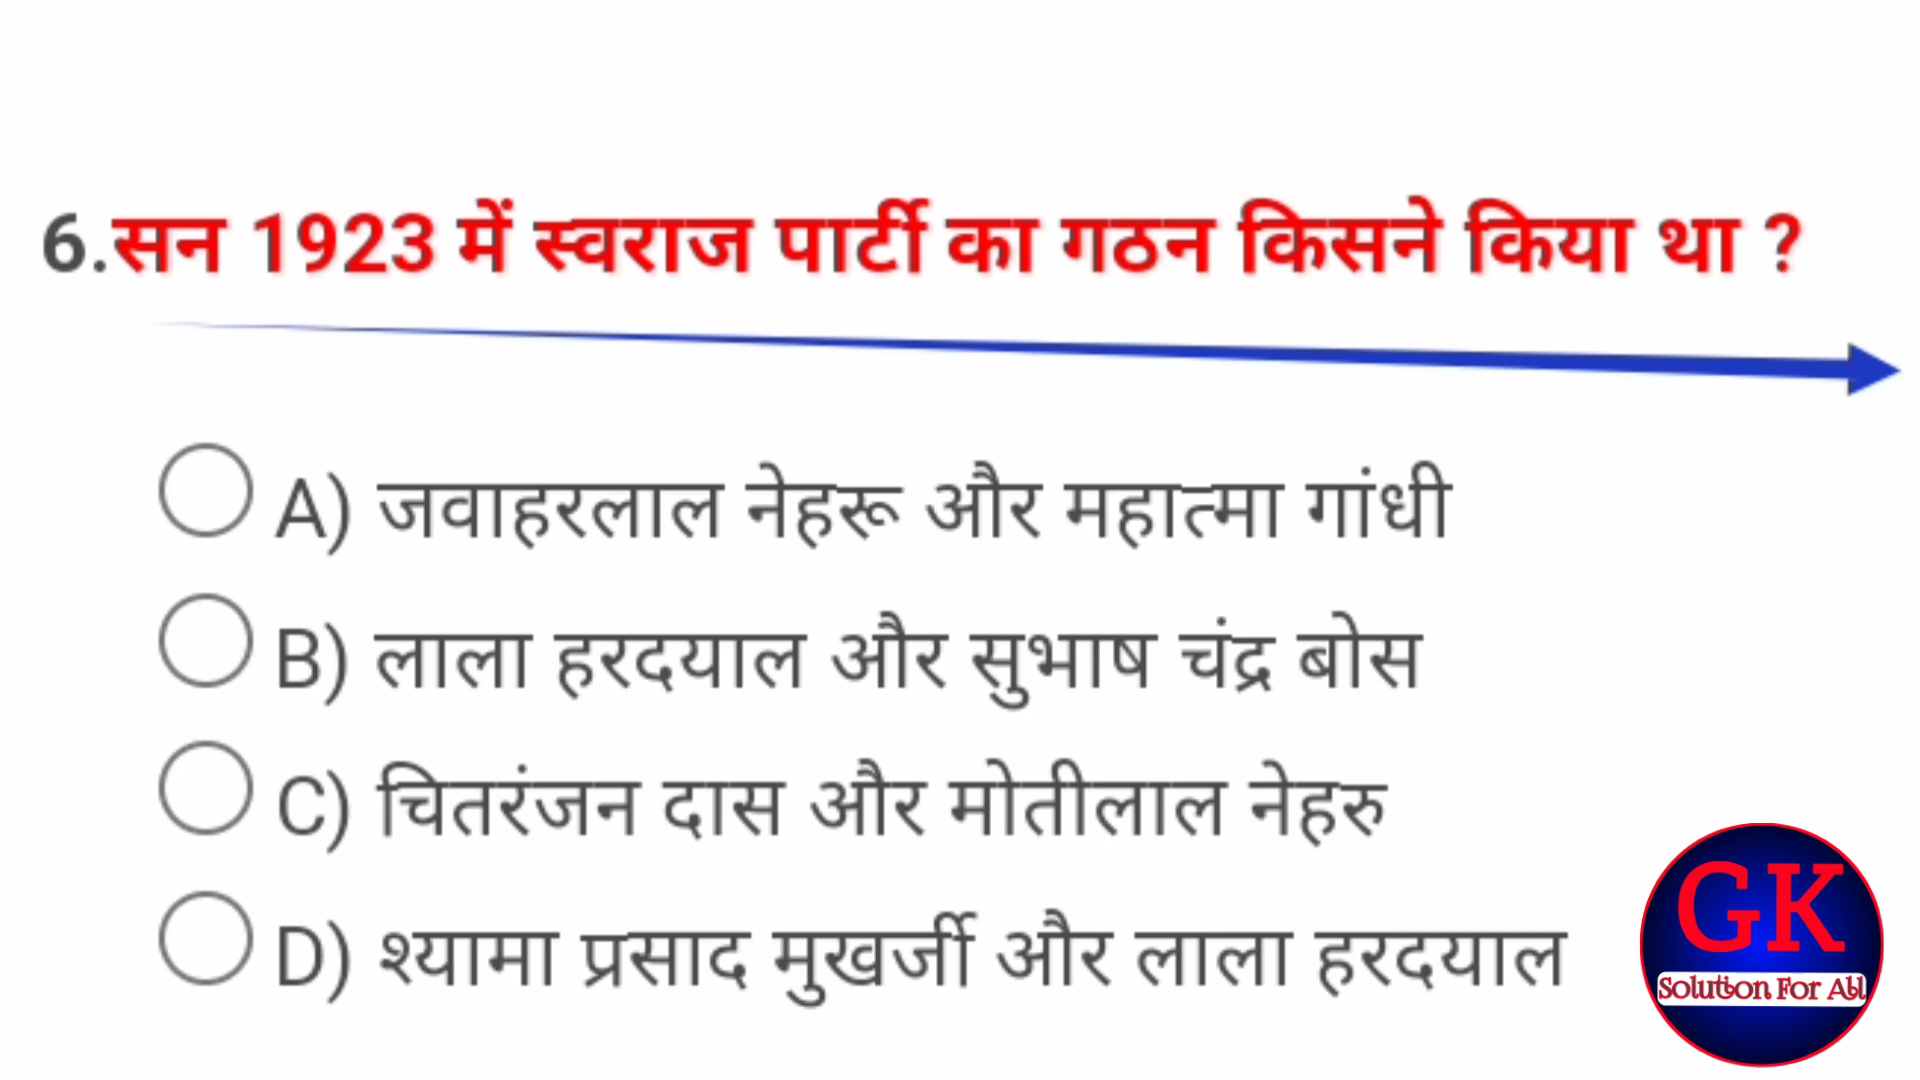 6.सन 1923 में स्वराज पार्टी का गठन किसने किया था ?
A) जवाहरलाल नेहरू और महात्मा गांधी
B) लाला हरदयाल और सुभाष चंद्र बोस
C) चितरंजन दास और मोतीलाल नेहरु
D) श्यामा प्रसाद मुखर्जी और लाला हरदयाल
GK
Solution For All